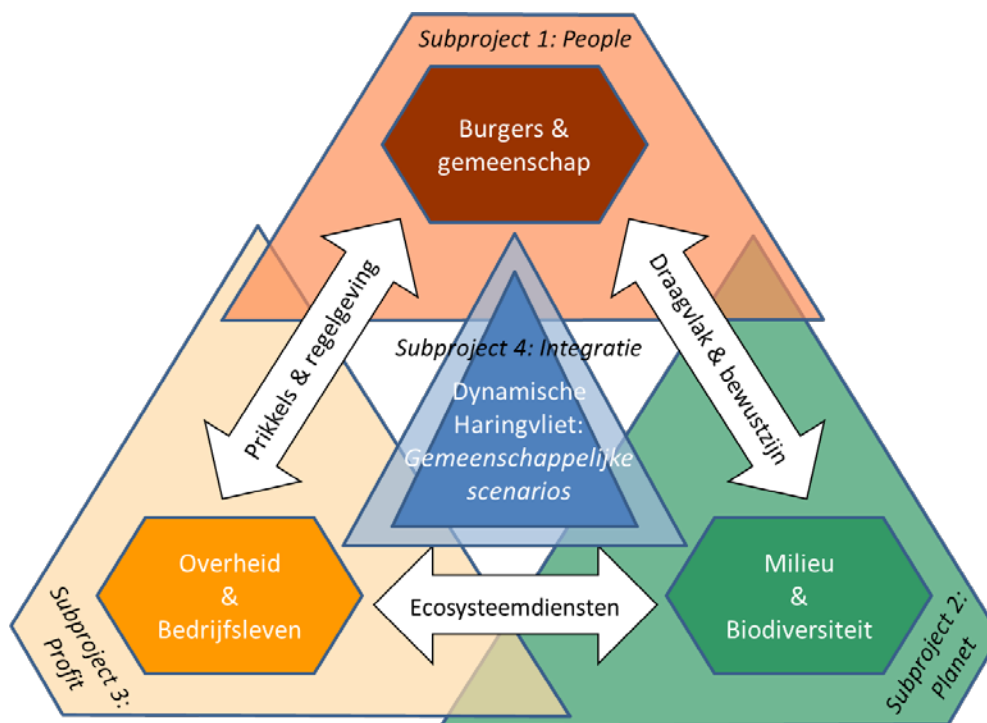 Subproject 1: People
Burgers &
gemeenschap
Prikkels & regelgeving
Draagvlak & bewustzijn
Subproject 4: Integratie
Dynamische
Haringvliet:
Gemeenschappelijke
scenarios
Overheid
&
Bedrijfsleven
Ecosysteemdiensten
Milieu
&
Biodiversiteit
Subproject 3:
Profit
Subproject 2:
Planet